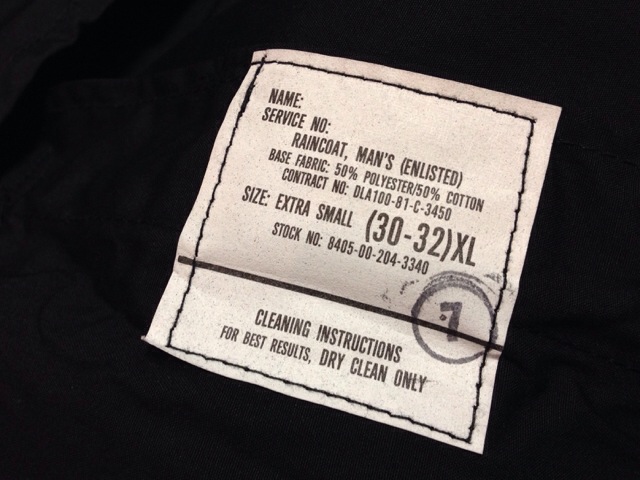 NAME:
SERVICE NO:
RAINCOAT, MAN'S (ENLISTED)
BASE FABRIC: 50% POLYESTER/50% COTTON
CONTRACT NO: DLA100-81-C-3450
SIZE: EXTRA SMALL (30-32)XL
STOCK NO: 8405-00-204-3340
7
CLEANING INSTRUCTIONS
FOR BEST RESULTS, DRY CLEAN ONLY